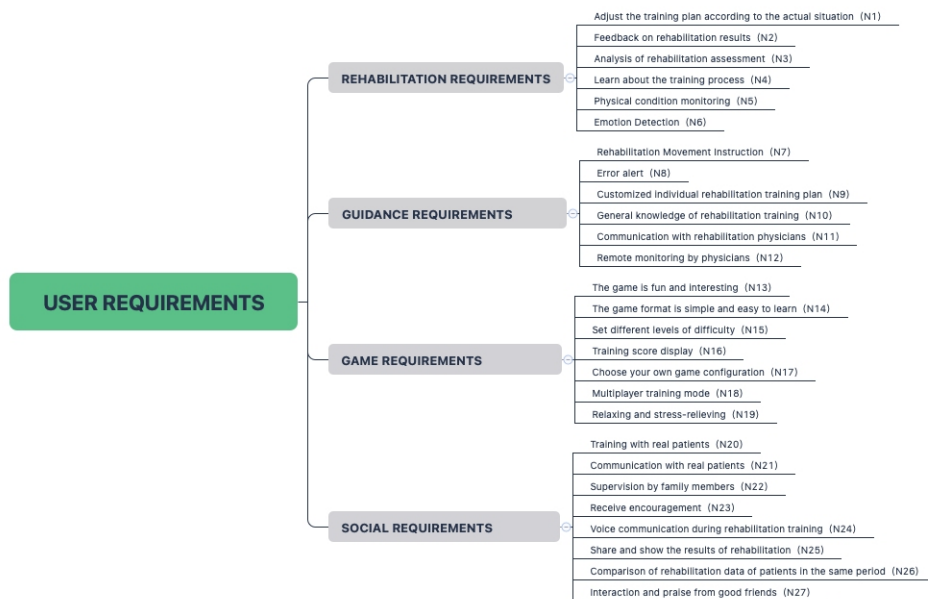 USER REQUIREMENTS
REHABILITATION REQUIREMENTS
Adjust the training plan according to the actual situation (N1)
Feedback on rehabilitation results (N2)
Analysis of rehabilitation assessment (N3)
Learn about the training process (N4)
Physical condition monitoring (N5)
Emotion Detection (N6)
GUIDANCE REQUIREMENTS
Rehabilitation Movement Instruction (N7)
Error alert (N8)
Customized individual rehabilitation training plan (N9)
General knowledge of rehabilitation training (N10)
Communication with rehabilitation physicians (N11)
Remote monitoring by physicians (N12)
GAME REQUIREMENTS
The game is fun and interesting (N13)
The game format is simple and easy to learn (N14)
Set different levels of difficulty (N15)
Training score display (N16)
Choose your own game configuration (N17)
Multiplayer training mode (N18)
Relaxing and stress-relieving (N19)
SOCIAL REQUIREMENTS
Training with real patients (N20)
Communication with real patients (N21)
Supervision by family members (N22)
Receive encouragement (N23)
Voice communication during rehabilitation training (N24)
Share and show the results of rehabilitation (N25)
Comparison of rehabilitation data of patients in the same period (N26)
Interaction and praise from good friends (N27)